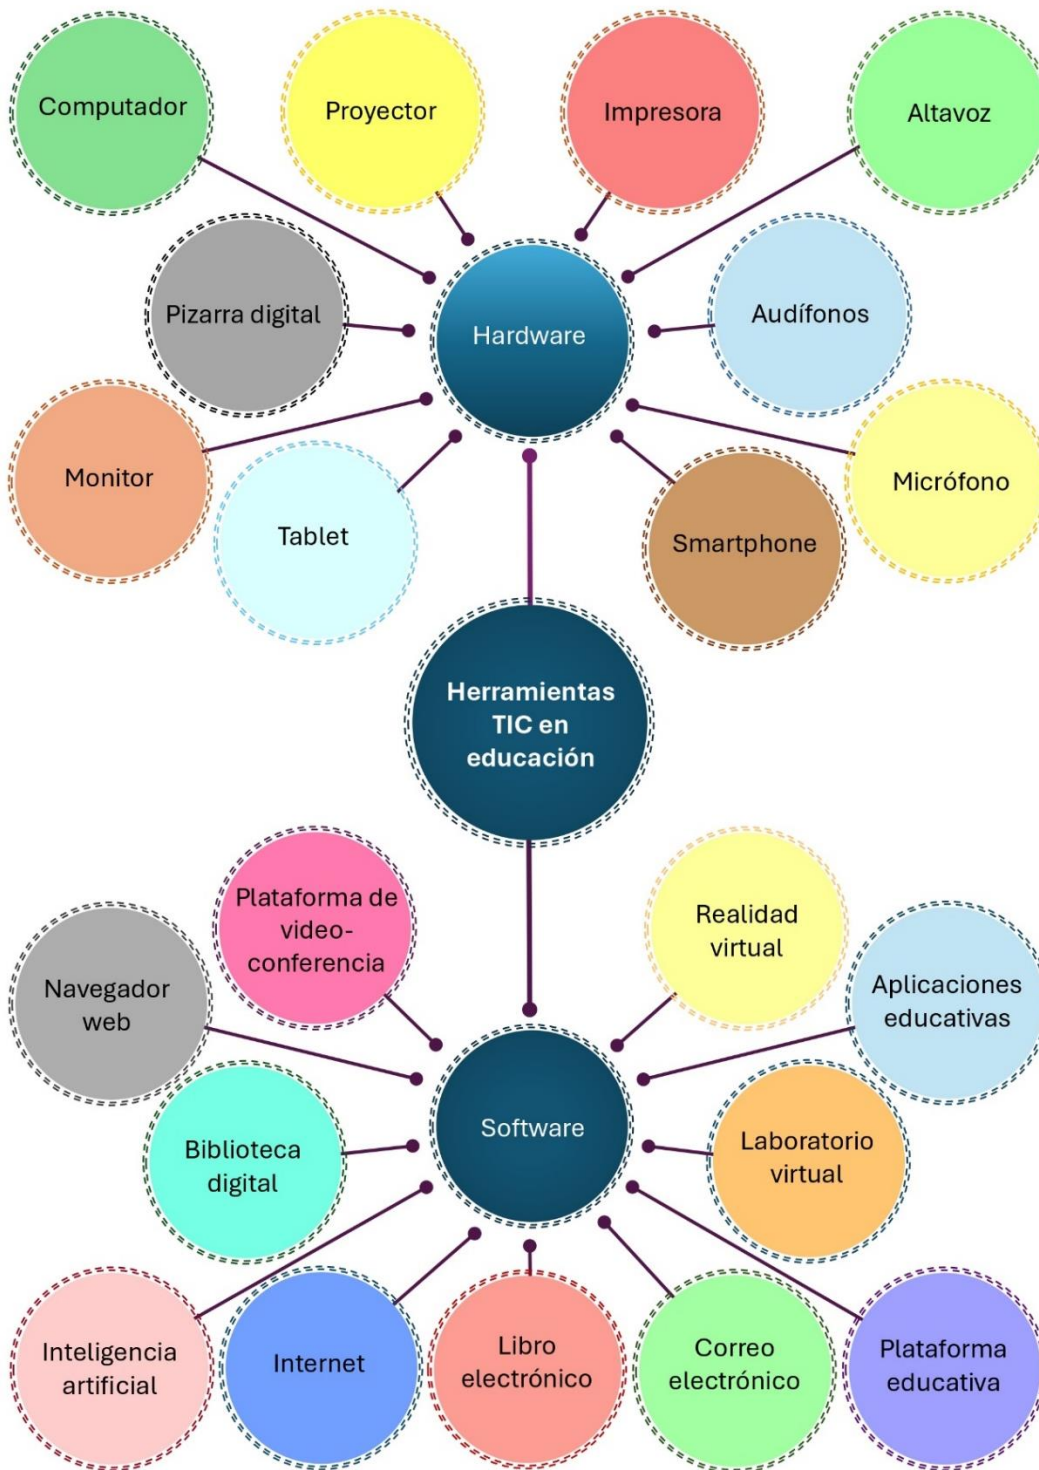 Computador
Proyector
Impresora
Altavoz
Pizarra digital
Hardware
Audífonos
Monitor
Tablet
Smartphone
Micrófono
Herramientas
TIC en
educación
Plataforma de
video-
conferencia
Realidad
virtual
Navegador
web
Aplicaciones
educativas
Biblioteca
digital
Software
Laboratorio
virtual
Inteligencia
artificial
Internet
Libro
electrónico
Correo
electrónico
Plataforma
educativa